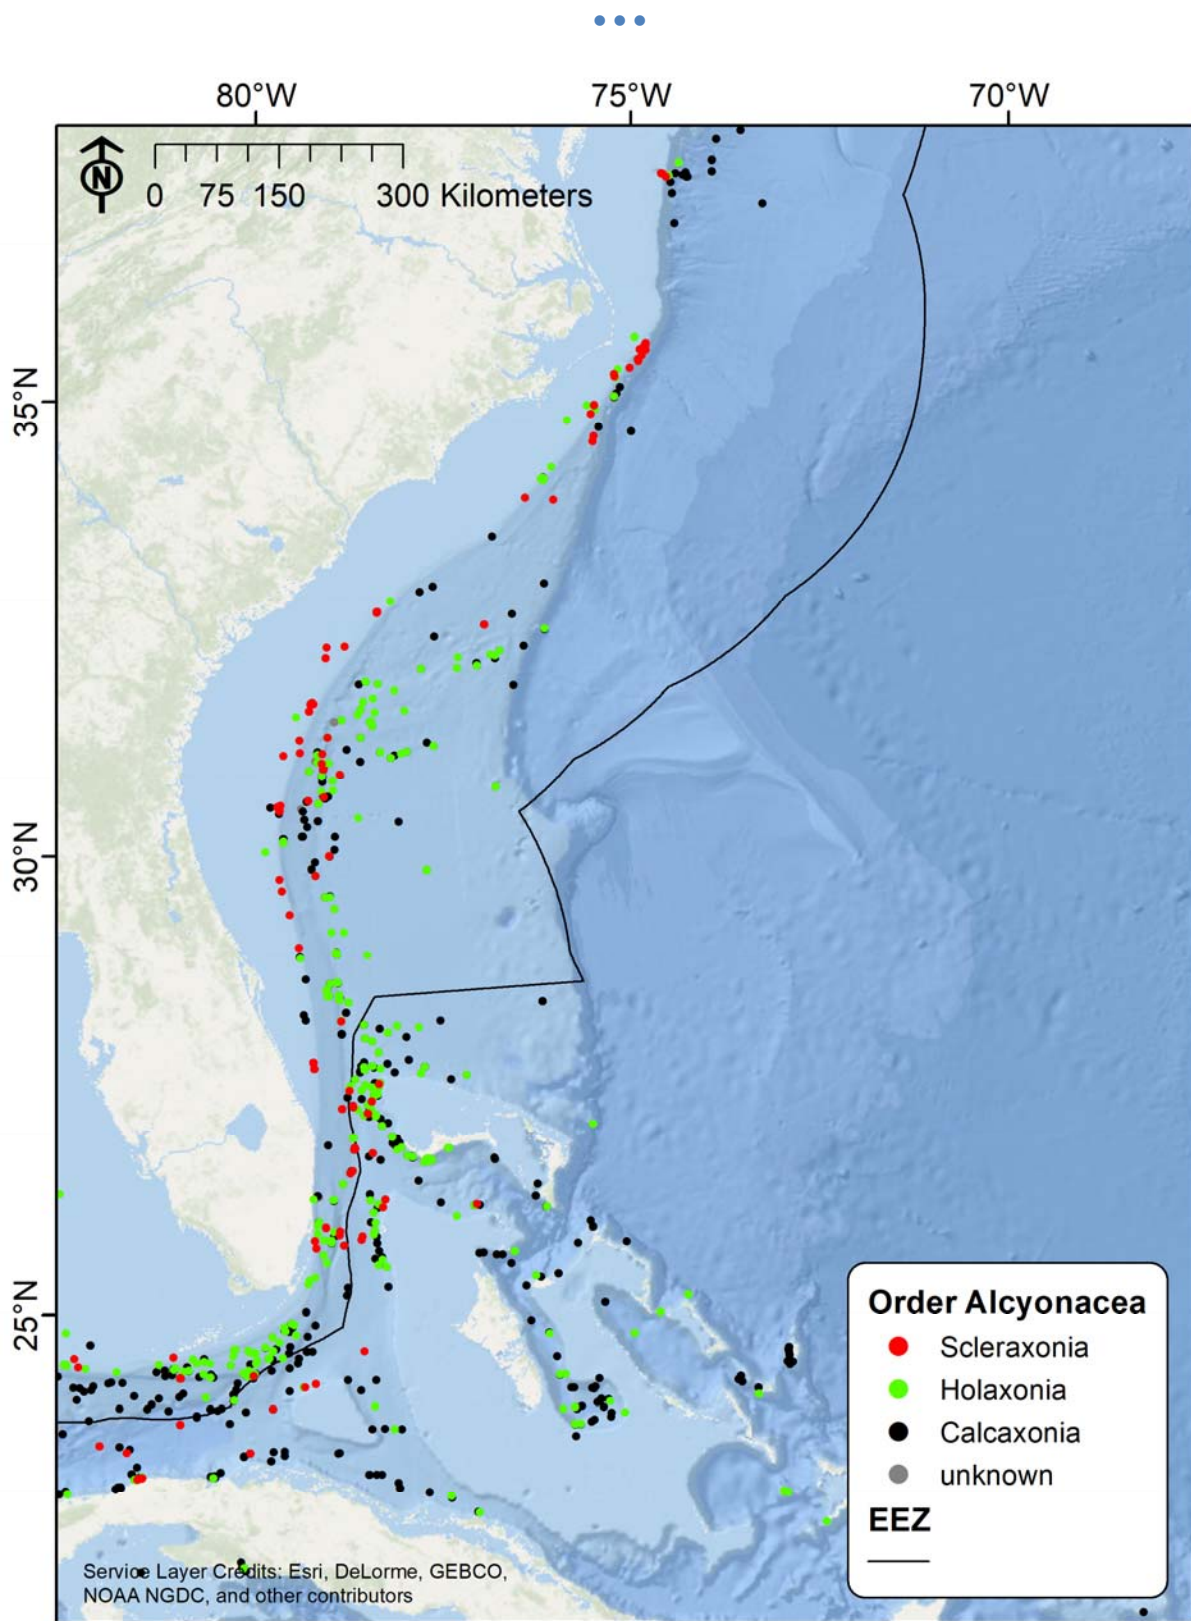 80°W 75°W 70°W
N
0 75 150 300 Kilometers
35°N
30°N
25°N
Order Alcyonacea
Scleraxonia
Holaxonia
Calcaxonia
unknown
EEZ
Service Layer Credits: Esri, DeLorme, GEBCO,
NOAA NGDC, and other contributors